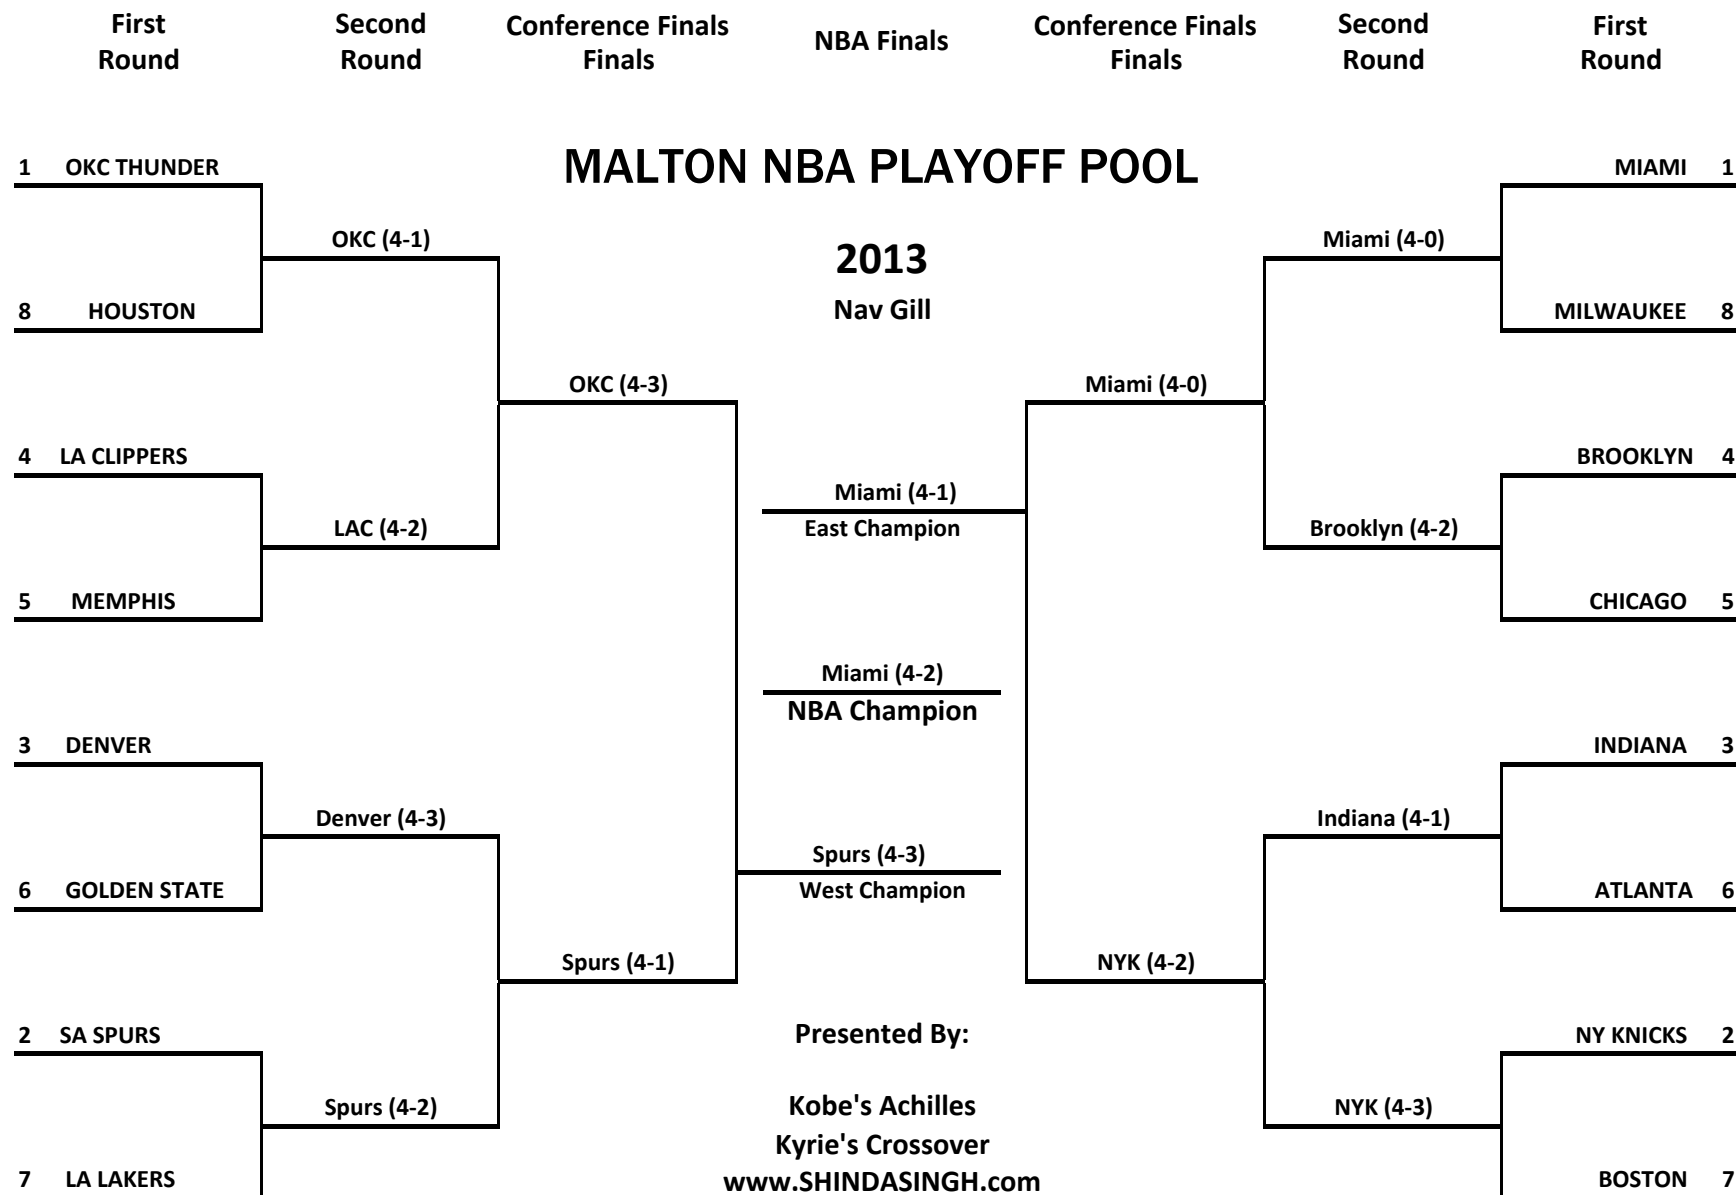 First Round
Second Round
Conference Finals Finals
NBA Finals
Conference Finals Finals
Second Round
First Round
MALTON NBA PLAYOFF POOL
2013
Nav Gill
1 OKC THUNDER
8 HOUSTON
4 LA CLIPPERS
5 MEMPHIS
3 DENVER
6 GOLDEN STATE
2 SA SPURS
7 LA LAKERS
OKC (4-1)
LAC (4-2)
Denver (4-3)
Spurs (4-2)
OKC (4-3)
Spurs (4-1)
Miami (4-1)
East Champion
Miami (4-2)
NBA Champion
Spurs (4-3)
West Champion
Presented By:
Kobe's Achilles
Kyrie's Crossover
www.SHINDASINGH.com
Miami (4-0)
NYK (4-2)
Miami (4-0)
Brooklyn (4-2)
Indiana (4-1)
NYK (4-3)
MIAMI 1
MILWAUKEE 8
BROOKLYN 4
CHICAGO 5
INDIANA 3
ATLANTA 6
NY KNICKS 2
BOSTON 7